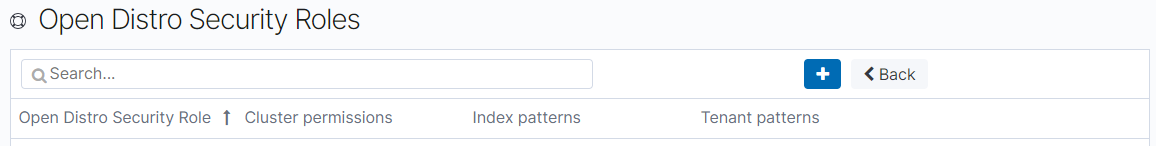 Open Distro Security Roles
Search...
Back
Open Distro Security Role Cluster permissions Index patterns Tenant patterns